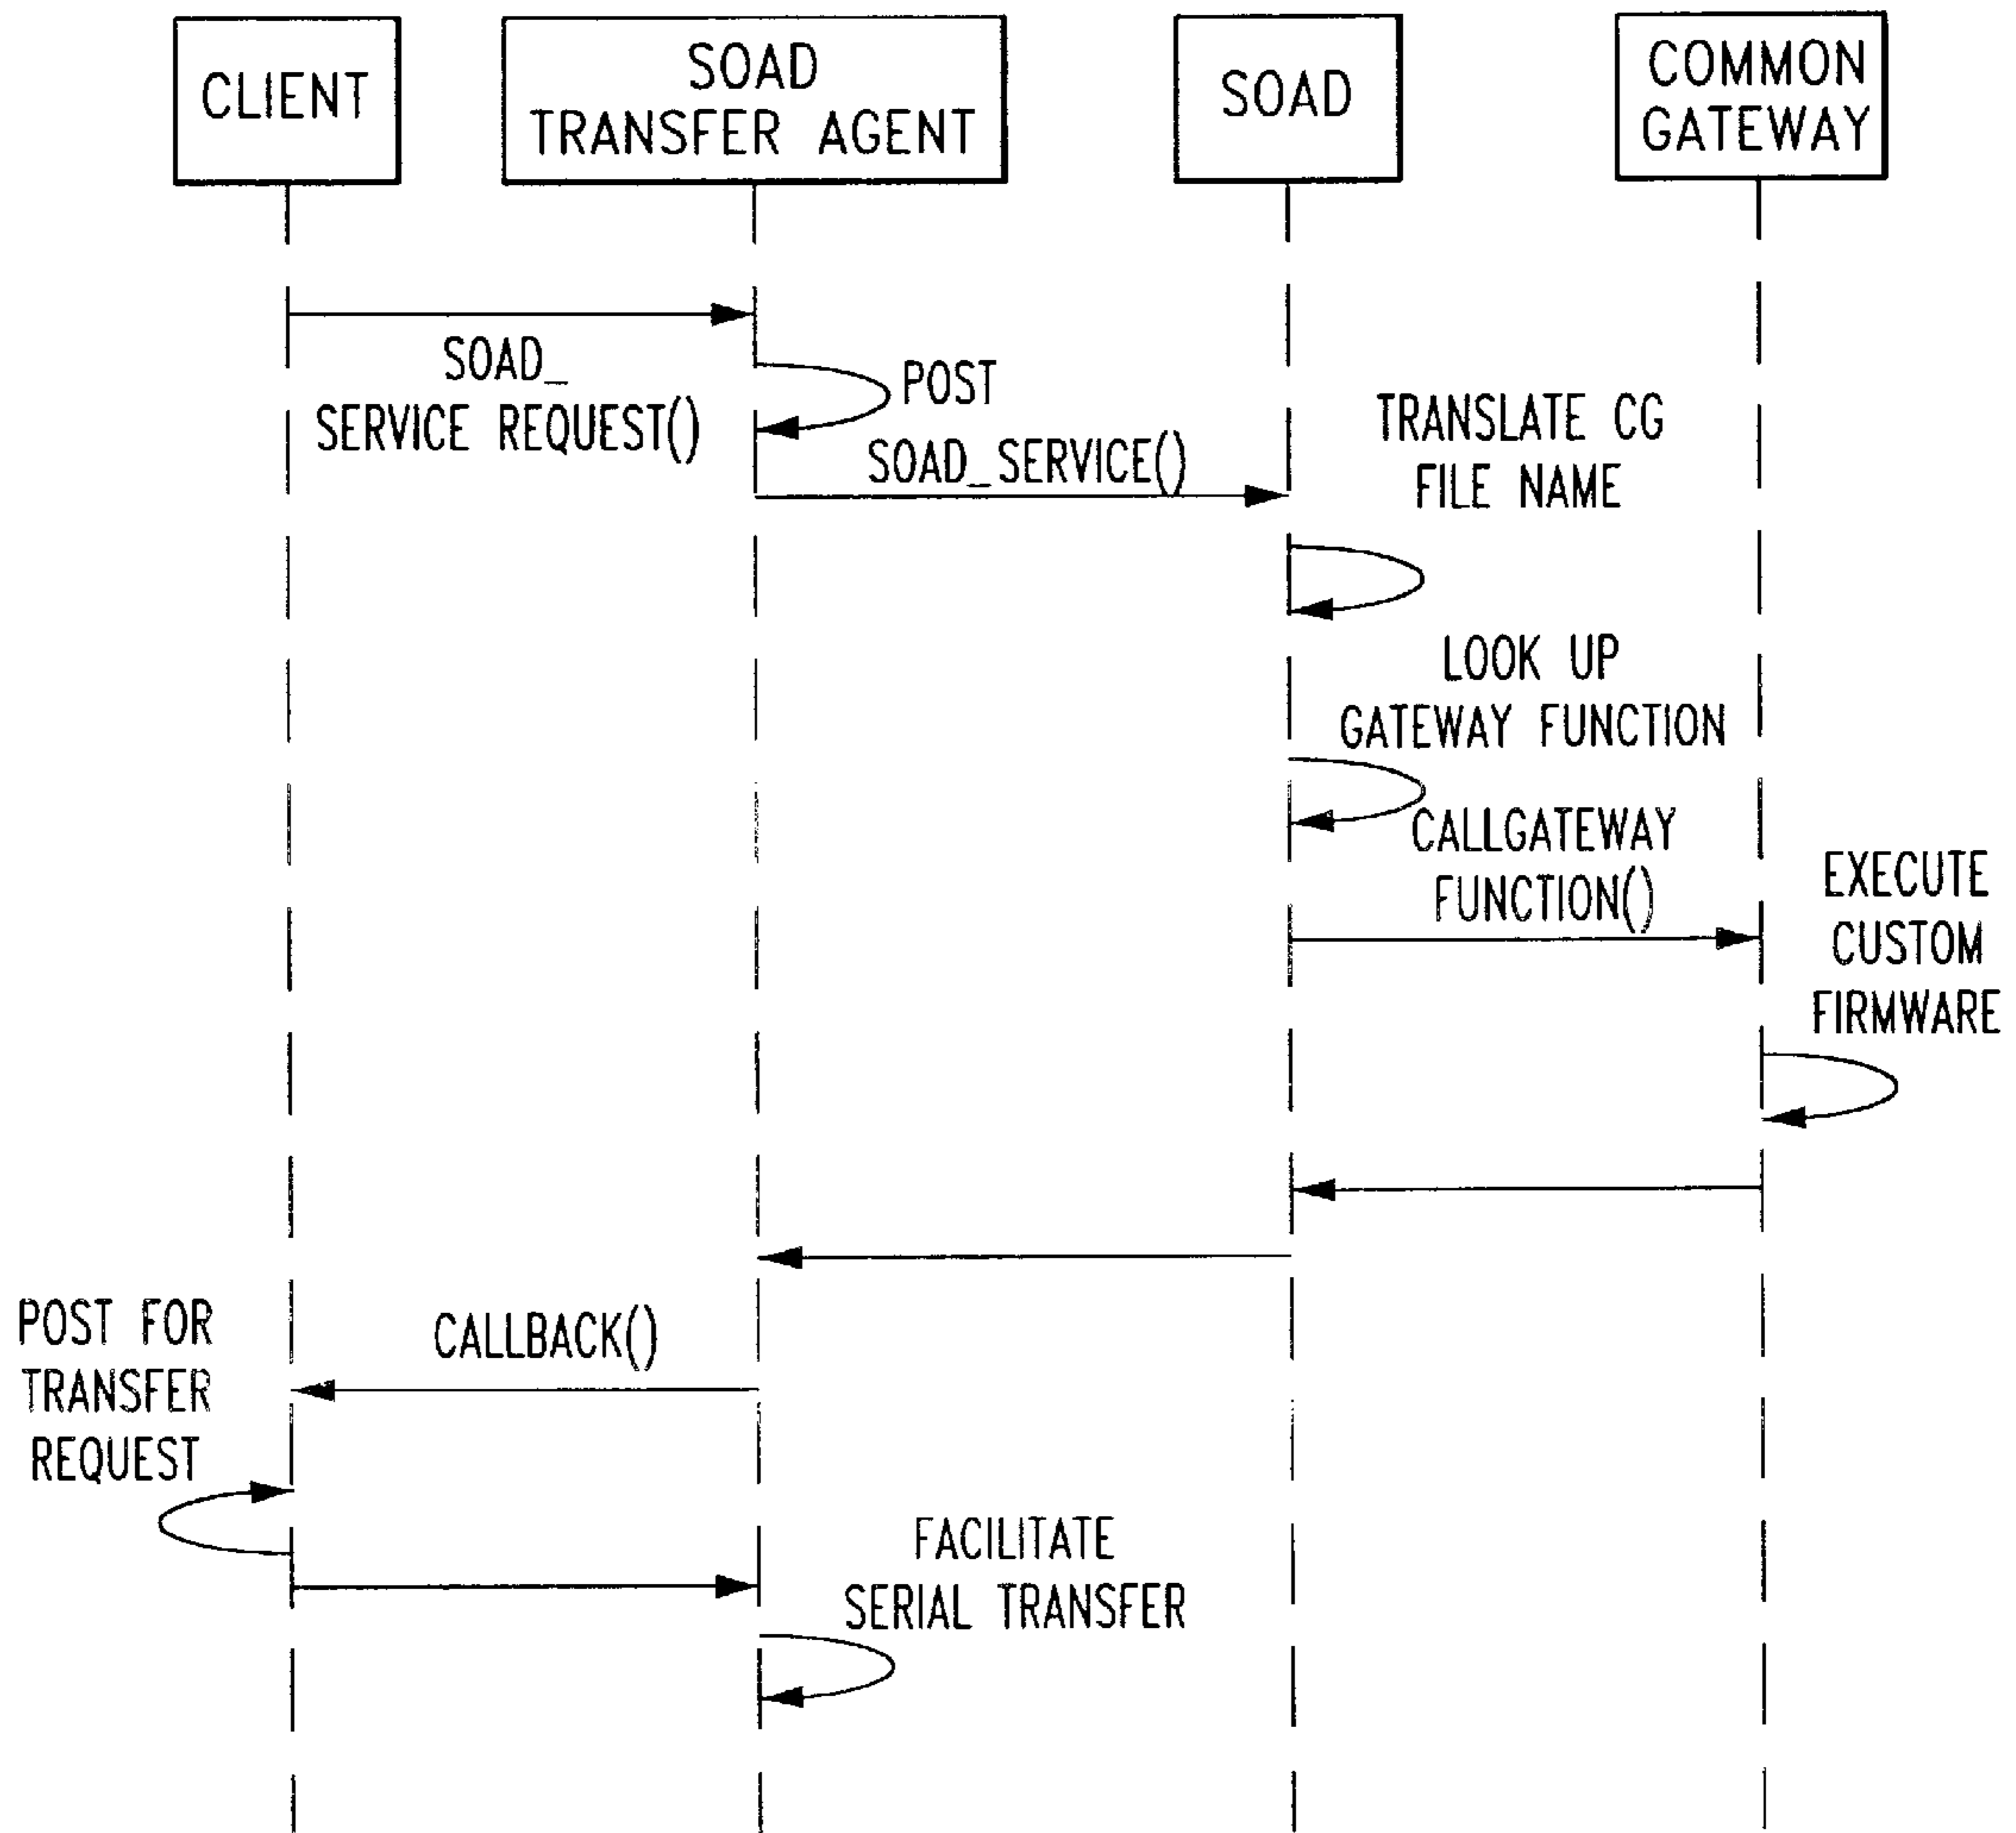 CLIENT
SOAD
TRANSFER AGENT
SOAD
COMMON
GATEWAY
SOAD_
SERVICE REQUEST()
POST
SOAD_SERVICE()
TRANSLATE CG
FILE NAME
LOOK UP
GATEWAY FUNCTION
CALLGATEWAY
FUNCTION()
EXECUTE
CUSTOM
FIRMWARE
POST FOR
TRANSFER
REQUEST
CALLBACK()
FACILITATE
SERIAL TRANSFER